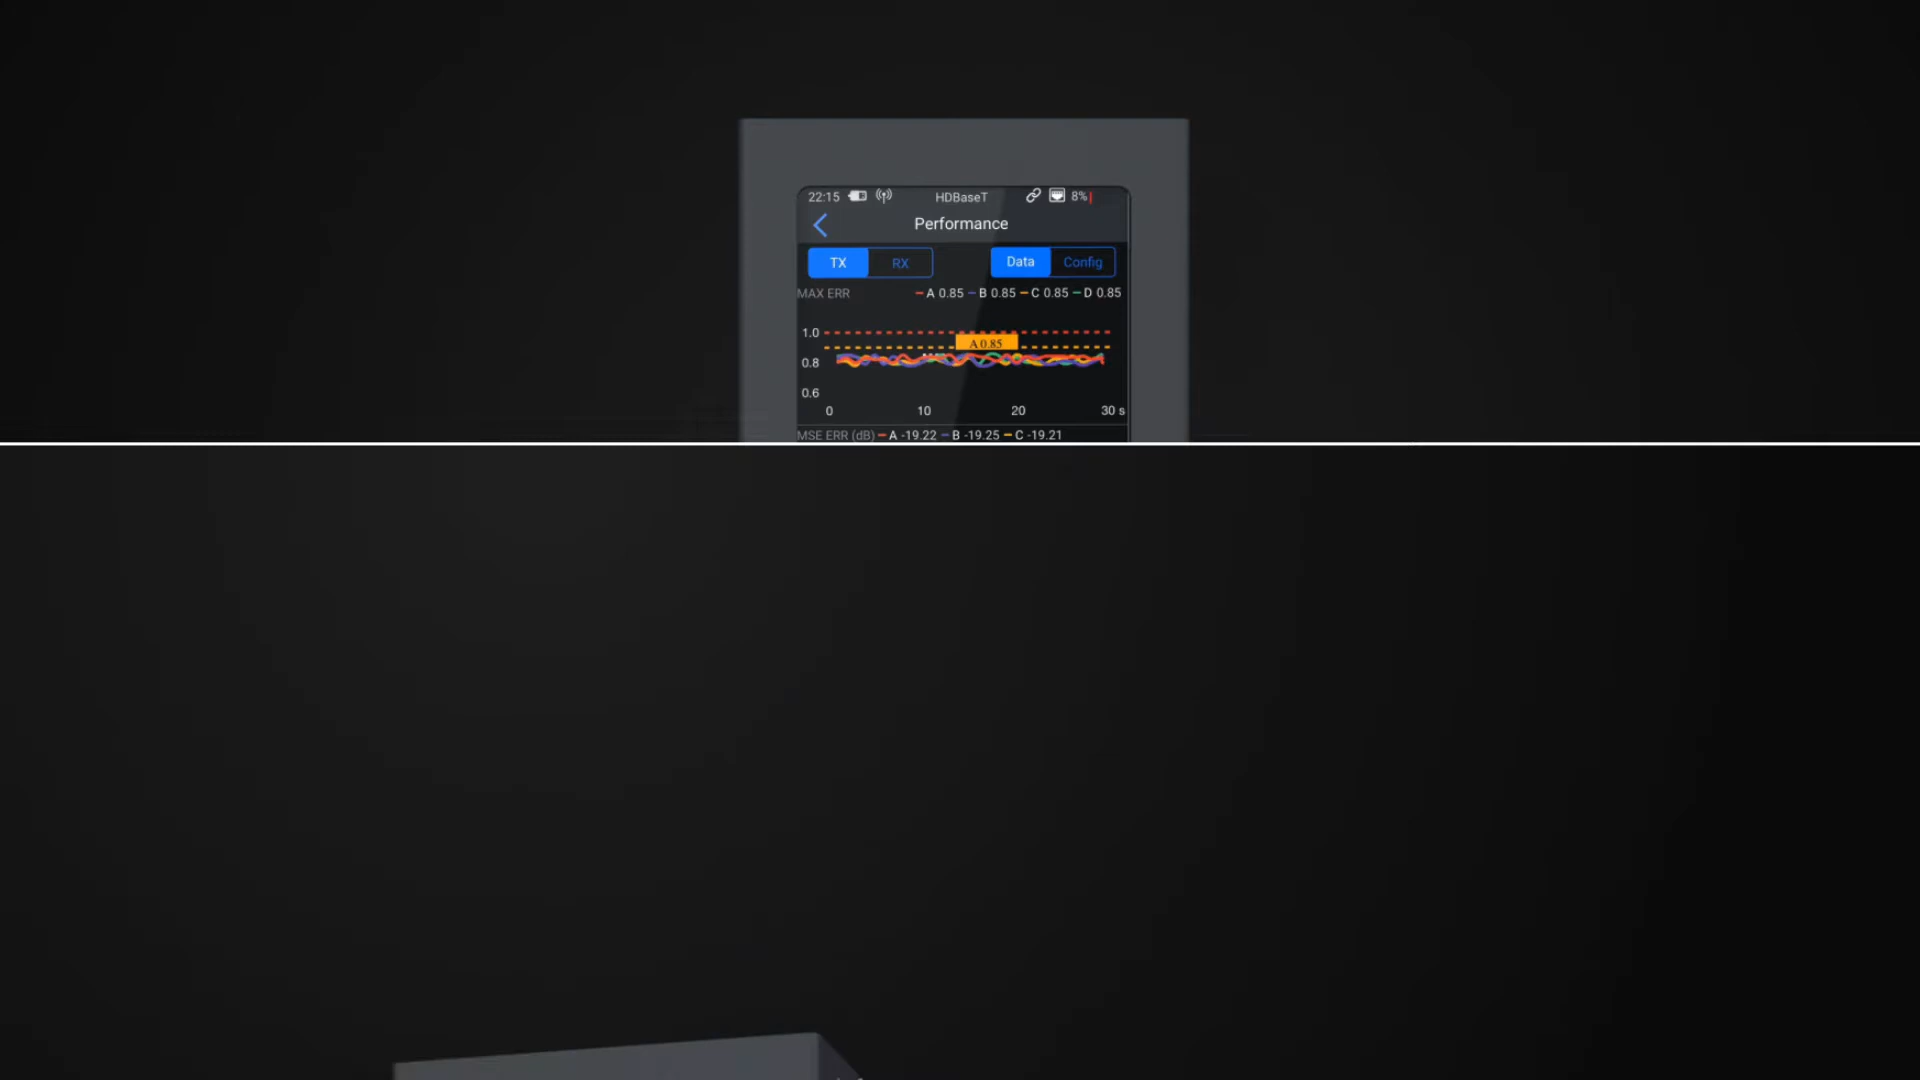 22:15 HDBaseT 8%
Performance
TX RX Data Config
MAX ERR A 0.85 B 0.85 C 0.85 D 0.85
1.0
A 0.85
0.8
0.6
0 10 20 30 s
MSE ERR (dB) A -19.22 B -19.25 C -19.21